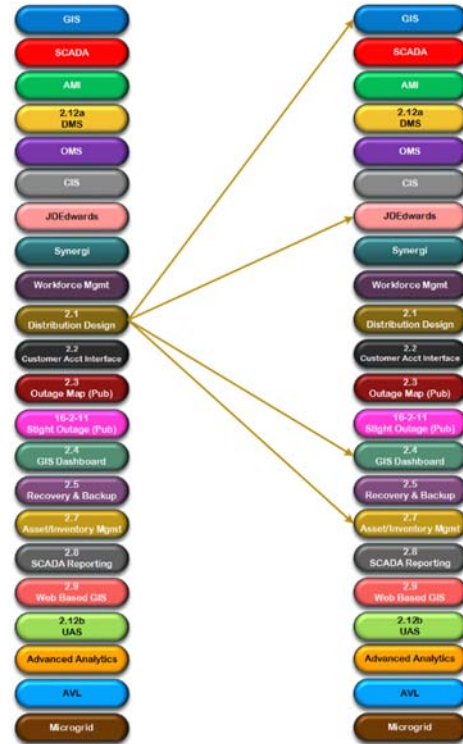 GIS
SCADA
AMI
2.12a
DMS
OMS
CIS
JDEdwards
Synergi
Workforce Mgmt
2.1
Distribution Design
2.2
Customer Acct Interface
2.3
Outage Map (Pub)
16-2-11
Stlght Outage (Pub)
2.4
GIS Dashboard
2.5
Recovery & Backup
2.7
Asset/Inventory Mgmt
2.8
SCADA Reporting
2.9
Web Based GIS
2.12b
UAS
Advanced Analytics
AVL
Microgrid
GIS
SCADA
AMI
2.12a
DMS
OMS
CIS
JDEdwards
Synergi
Workforce Mgmt
2.1
Distribution Design
2.2
Customer Acct Interface
2.3
Outage Map (Pub)
16-2-11
Stlght Outage (Pub)
2.4
GIS Dashboard
2.5
Recovery & Backup
2.7
Asset/Inventory Mgmt
2.8
SCADA Reporting
2.9
Web Based GIS
2.12b
UAS
Advanced Analytics
AVL
Microgrid